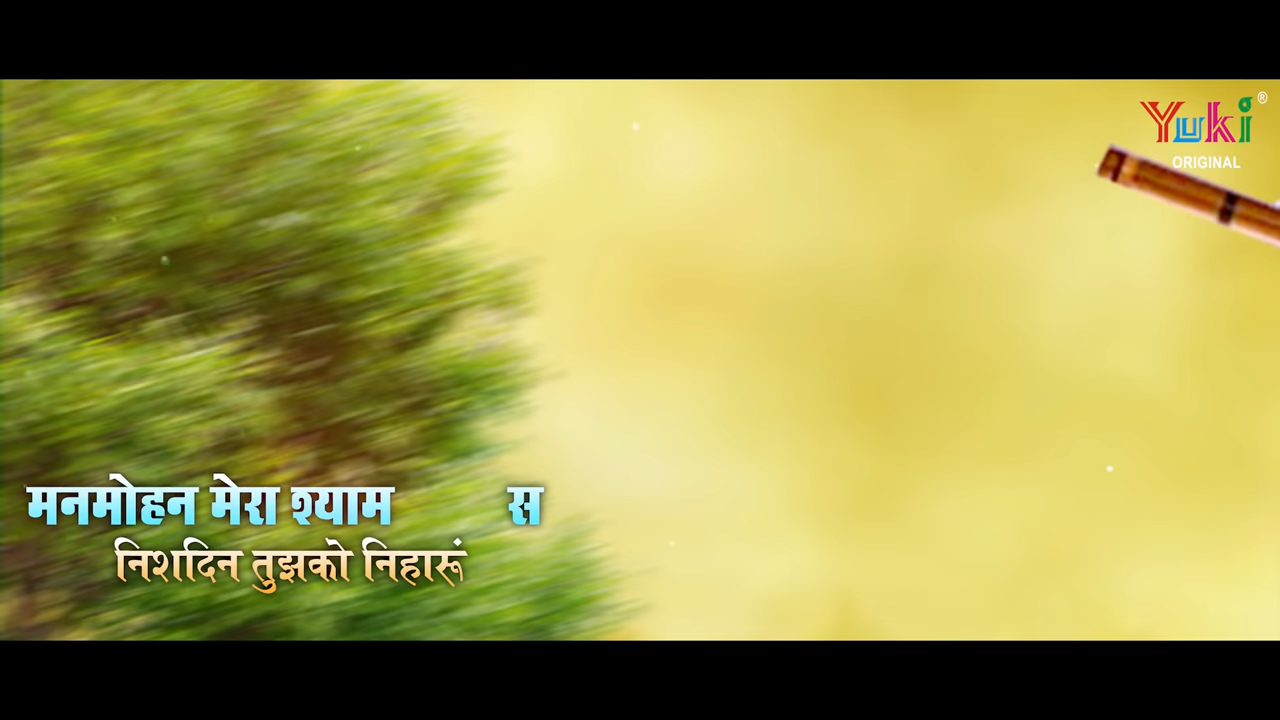 Yuki®
ORIGINAL
मनमोहन मेरा श्याम स
निशदिन तुझको निहारूं